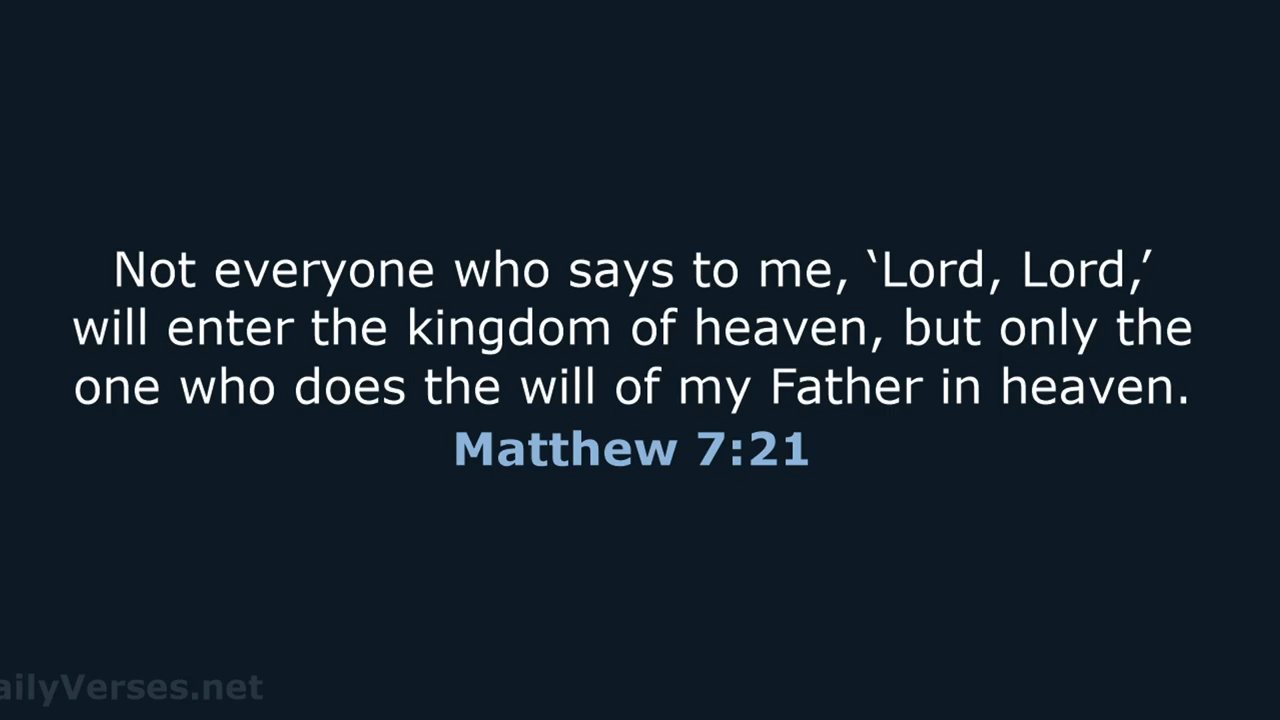 Not everyone who says to me, ‘Lord, Lord,’
will enter the kingdom of heaven, but only the
one who does the will of my Father in heaven.
Matthew 7:21
ailyVerses.net